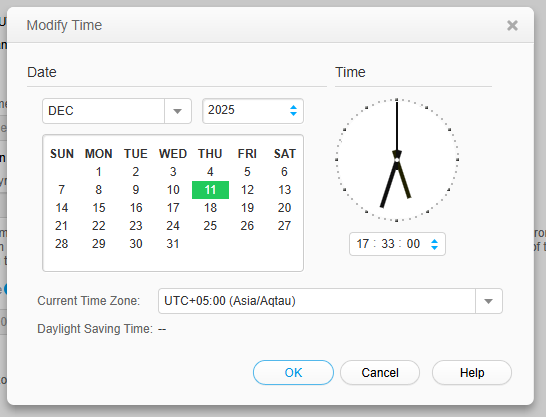 Modify Time
Date
Time
DEC
2025
SUN MON TUE WED THU FRI SAT
1 2 3 4 5 6
7 8 9 10 11 12 13
14 15 16 17 18 19 20
21 22 23 24 25 26 27
28 29 30 31
17 : 33 : 00
Current Time Zone: UTC+05:00 (Asia/Aqtau)
Daylight Saving Time: --
OK Cancel Help